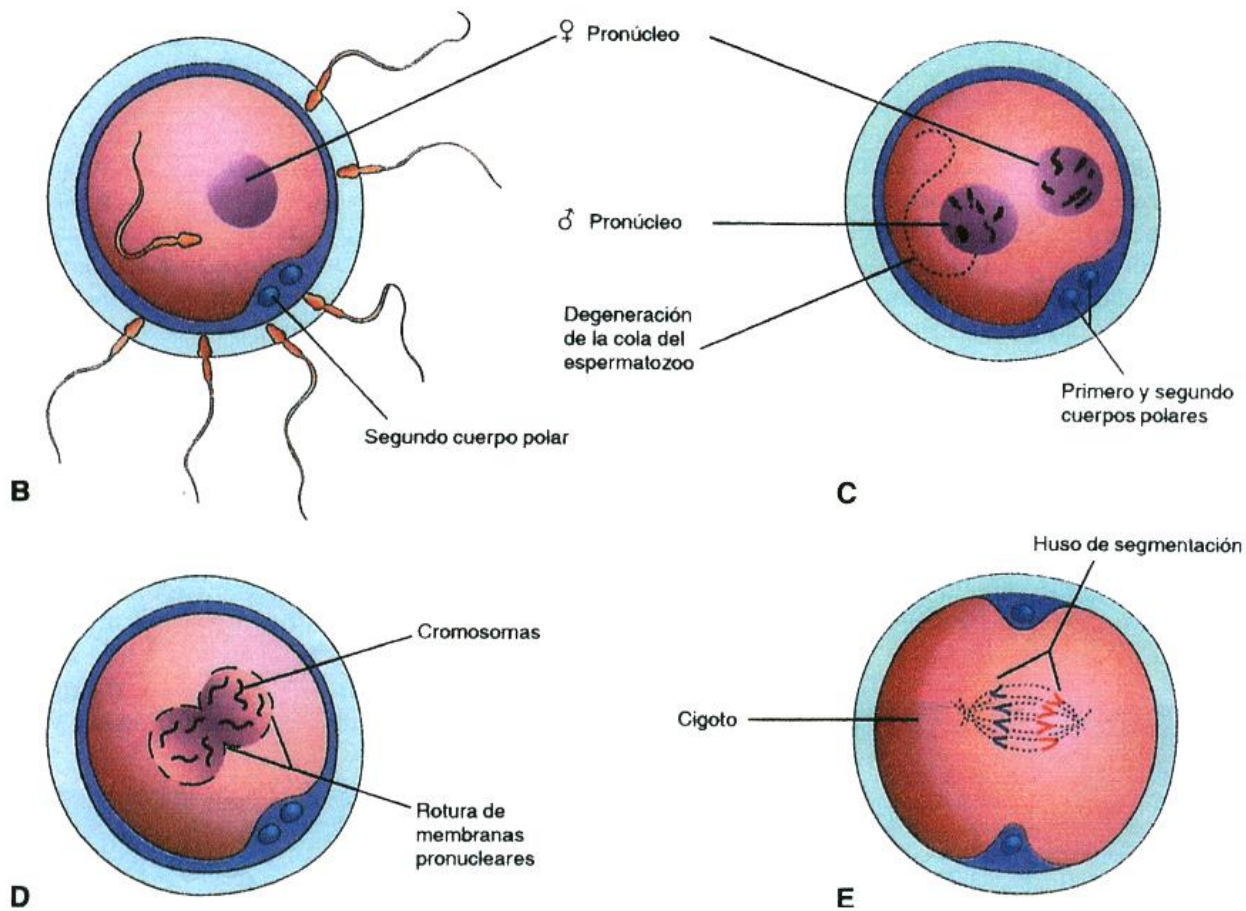 ♀ Pronúcleo
♂ Pronúcleo
Degeneración
de la cola del
espermatozoo
Primero y segundo
cuerpos polares
Segundo cuerpo polar
B
C
Huso de segmentación
Cromosomas
Cigoto
Rotura de
membranas
pronucleares
D
E